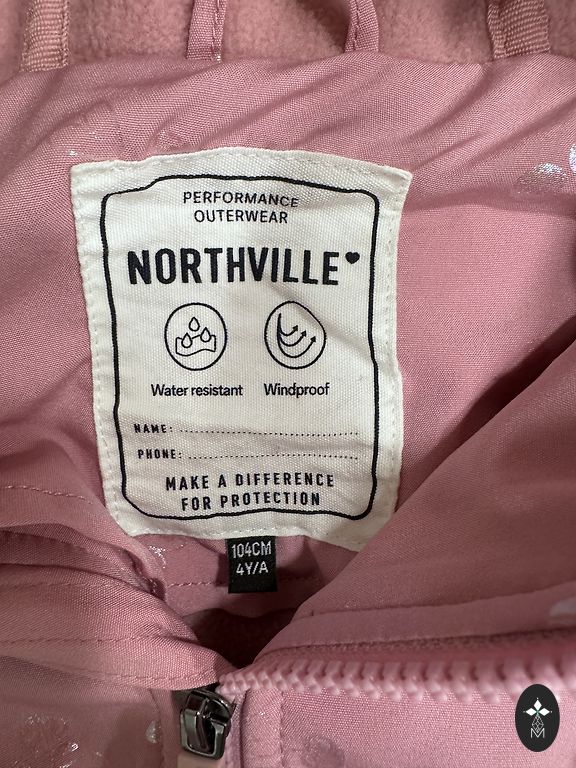 PERFORMANCE
OUTERWEAR
NORTHVILLE
Water resistant Windproof
NAME:
PHONE:
MAKE A DIFFERENCE
FOR PROTECTION
104CM
4Y/A